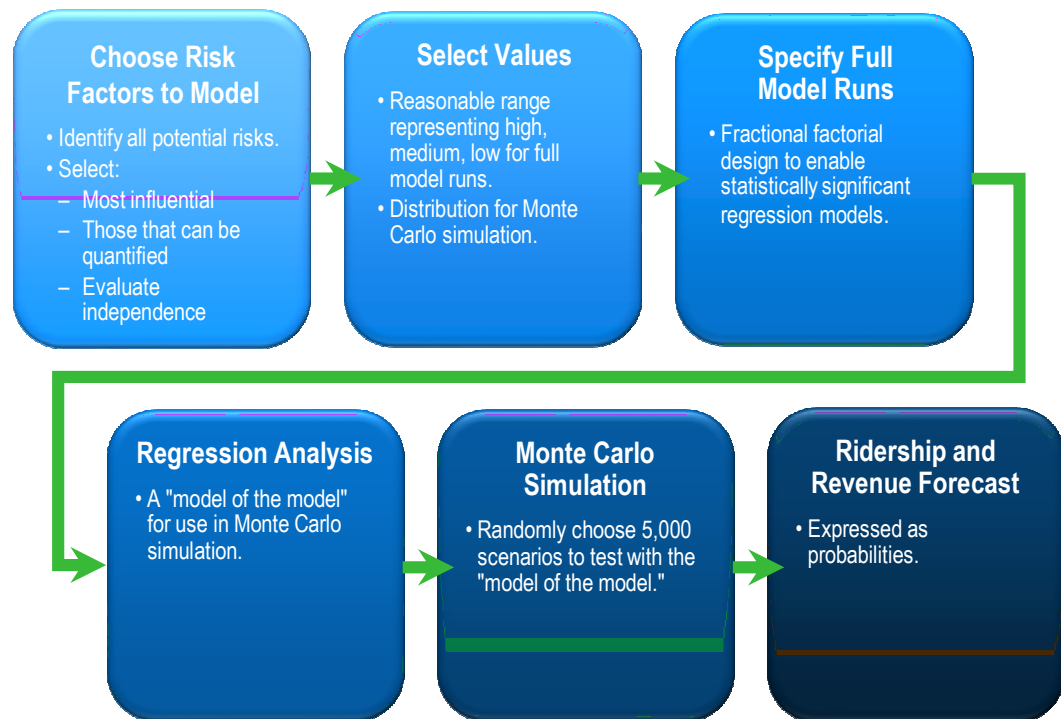 Choose Risk
Factors to Model
• Identify all potential risks.
• Select:
– Most influential
– Those that can be
quantified
– Evaluate
independence
Select Values
• Reasonable range
representing high,
medium, low for full
model runs.
• Distribution for Monte
Carlo simulation.
Specify Full
Model Runs
• Fractional factorial
design to enable
statistically significant
regression models.
Regression Analysis
• A "model of the model"
for use in Monte Carlo
simulation.
Monte Carlo
Simulation
• Randomly choose 5,000
scenarios to test with the
"model of the model."
Ridership and
Revenue Forecast
• Expressed as
probabilities.